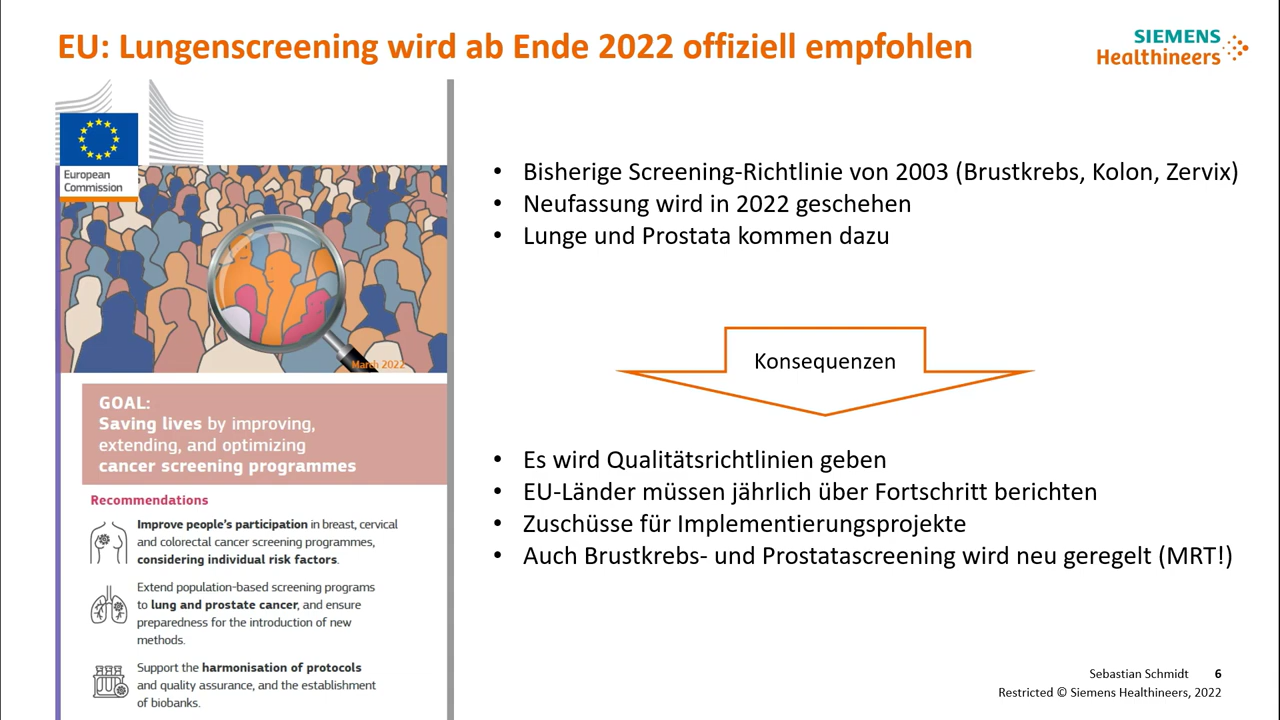 EU: Lungenscreening wird ab Ende 2022 offiziell empfohlen
SIEMENS
Healthineers
European
Commission
March 2022
GOAL:
Saving lives by improving,
extending, and optimizing
cancer screening programmes
Recommendations
Improve people's participation in breast, cervical
and colorectal cancer screening programmes,
considering individual risk factors.
Extend population-based screening programs
to lung and prostate cancer, and ensure
preparedness for the introduction of new
methods.
Support the harmonisation of protocols
and quality assurance, and the establishment
of biobanks.
• Bisherige Screening-Richtlinie von 2003 (Brustkrebs, Kolon, Zervix)
• Neufassung wird in 2022 geschehen
• Lunge und Prostata kommen dazu
Konsequenzen
• Es wird Qualitätsrichtlinien geben
• EU-Länder müssen jährlich über Fortschritt berichten
• Zuschüsse für Implementierungsprojekte
• Auch Brustkrebs- und Prostatascreening wird neu geregelt (MRT!)
Sebastian Schmidt 6
Restricted © Siemens Healthineers, 2022